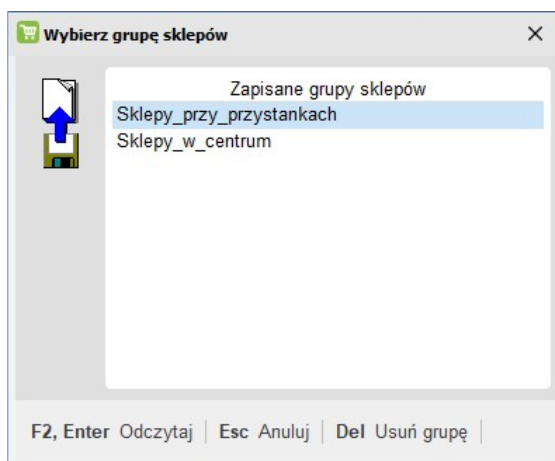 Wybierz grupę sklepów
Zapisane grupy sklepów
Sklepy_przy_przystankach
Sklepy_w_centrum
F2, Enter Odczytaj Esc Anuluj Del Usuń grupę